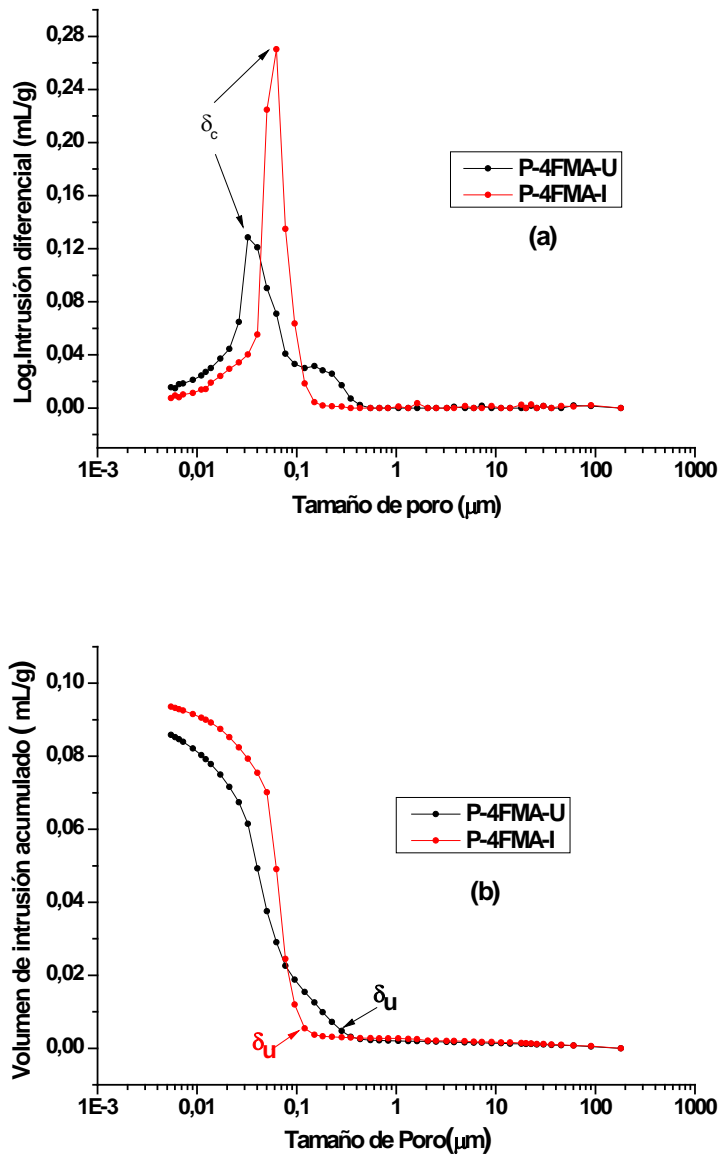 0,28
0,24
0,20
0,16
0,12
0,08
0,04
0,00
Log.Intrusión diferencial (mL/g)
δc
P-4FMA-U
P-4FMA-I
(a)
1E-3 0,01 0,1 1 10 100 1000
Tamaño de poro (μm)
0,10
0,08
0,06
0,04
0,02
0,00
Volumen de intrusión acumulado ( mL/g)
P-4FMA-U
P-4FMA-I
(b)
δu
δu
1E-3 0,01 0,1 1 10 100 1000
Tamaño de Poro(μm)